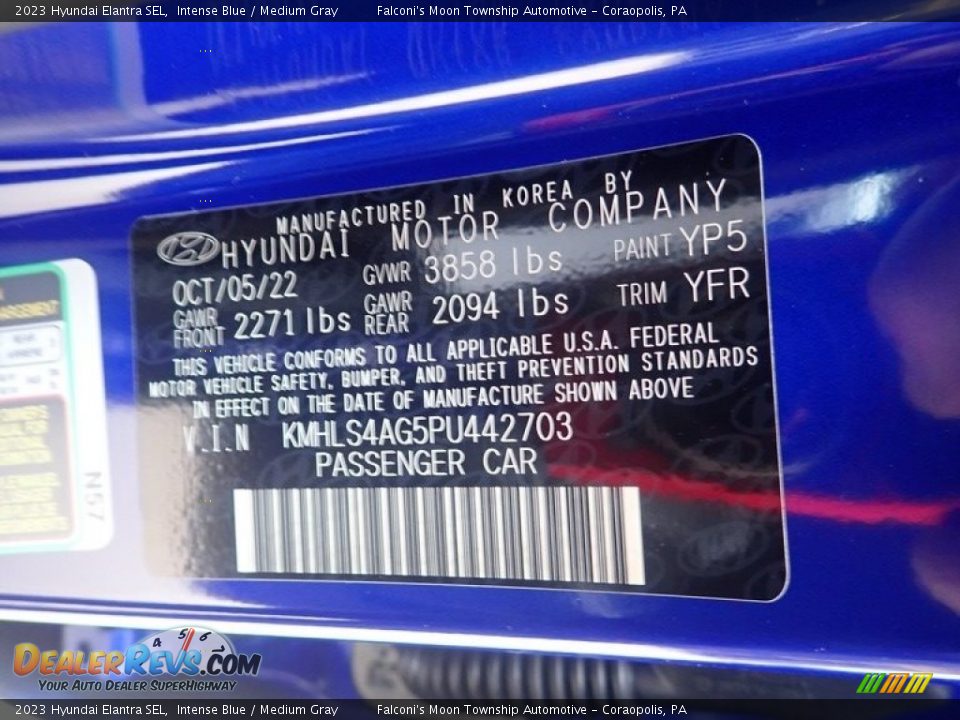 2023 Hyundai Elantra SEL, Intense Blue / Medium Gray Falconi's Moon Township Automotive - Coraopolis, PA
MANUFACTURED IN KOREA BY
HYUNDAI MOTOR COMPANY
OCT/05/22 GVWR 3858 lbs PAINT YP5
GAWR FRONT 2271 lbs GAWR REAR 2094 lbs TRIM YFR
THIS VEHICLE CONFORMS TO ALL APPLICABLE U.S.A. FEDERAL
MOTOR VEHICLE SAFETY, BUMPER, AND THEFT PREVENTION STANDARDS
IN EFFECT ON THE DATE OF MANUFACTURE SHOWN ABOVE
V.I.N KMHLS4AG5PU442703
PASSENGER CAR
N57
4 5 6
DealerRevs.com
Your Auto Dealer SuperHighway
2023 Hyundai Elantra SEL, Intense Blue / Medium Gray Falconi's Moon Township Automotive - Coraopolis, PA